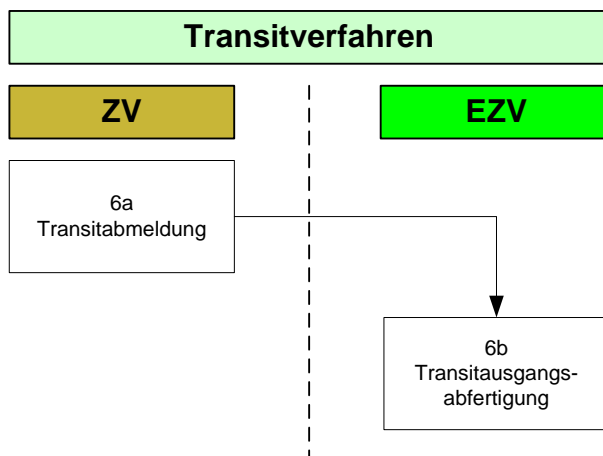 Transitverfahren
ZV
EZV
6a
Transitabmeldung
6b
Transitausgangs-
abfertigung